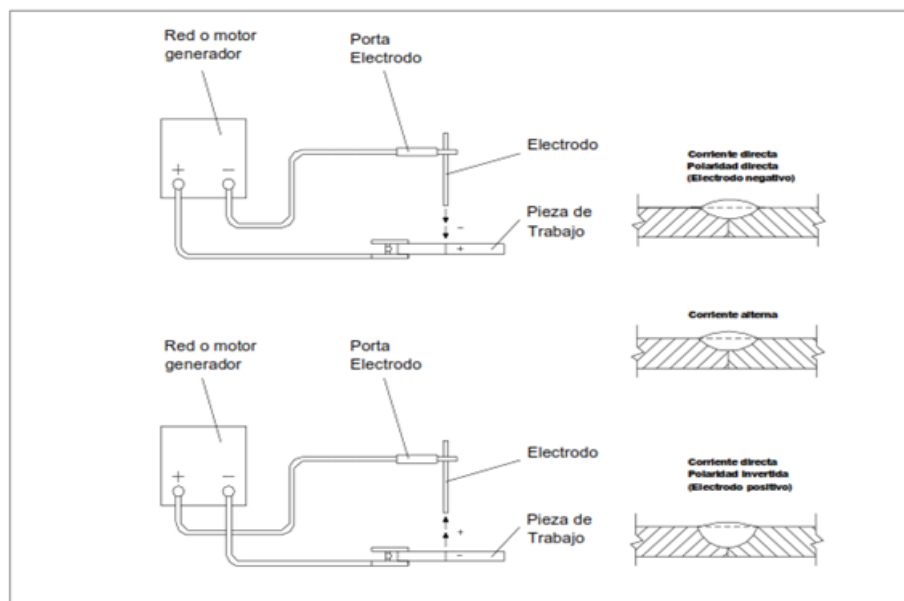 Red o motor
generador
Porta
Electrodo
+
−
Electrodo
−
Pieza de
Trabajo
+
Corriente directa
Polaridad directa
(Electrodo negativo)
Corriente alterna
Red o motor
generador
Porta
Electrodo
+
−
Electrodo
+
Pieza de
Trabajo
−
Corriente directa
Polaridad invertida
(Electrodo positivo)